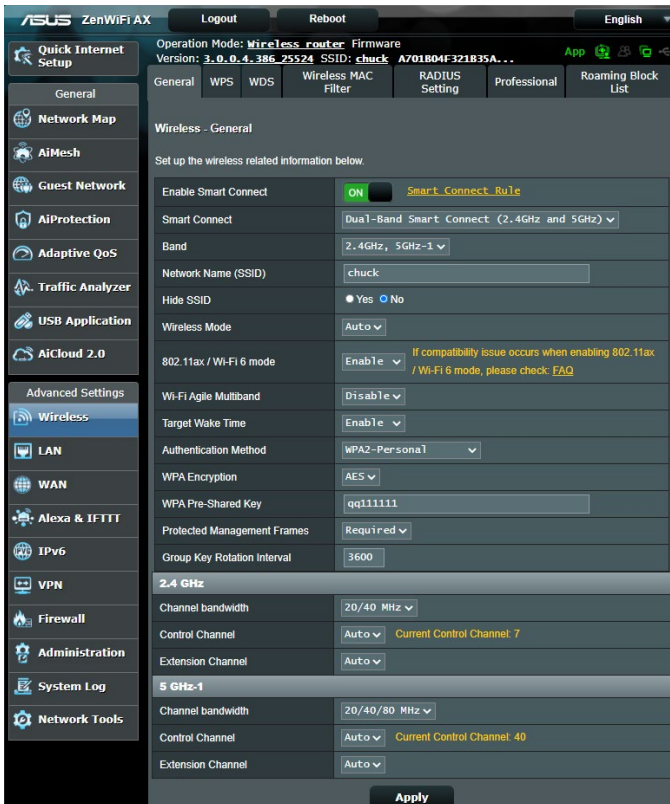 ASUS ZenWiFi AX Logout Reboot English
Quick Internet Setup
Operation Mode: Wireless router Firmware
Version: 3.0.0.4.386_25524 SSID: chuck A701B04F321B35A...
App
General WPS WDS Wireless MAC Filter RADIUS Setting Professional Roaming Block List
General
Network Map
AiMesh
Guest Network
AiProtection
Adaptive QoS
Traffic Analyzer
USB Application
AiCloud 2.0
Advanced Settings
Wireless
LAN
WAN
Alexa & IFTTT
IPv6
VPN
Firewall
Administration
System Log
Network Tools
Wireless - General
Set up the wireless related information below.
Enable Smart Connect ON Smart Connect Rule
Smart Connect Dual-Band Smart Connect (2.4GHz and 5GHz)
Band 2.4GHz, 5GHz-1
Network Name (SSID) chuck
Hide SSID Yes No
Wireless Mode Auto
802.11ax / Wi-Fi 6 mode Enable If compatibility issue occurs when enabling 802.11ax
/ Wi-Fi 6 mode, please check: FAQ
Wi-Fi Agile Multiband Disable
Target Wake Time Enable
Authentication Method WPA2-Personal
WPA Encryption AES
WPA Pre-Shared Key qq111111
Protected Management Frames Required
Group Key Rotation Interval 3600
2.4 GHz
Channel bandwidth 20/40 MHz
Control Channel Auto Current Control Channel: 7
Extension Channel Auto
5 GHz-1
Channel bandwidth 20/40/80 MHz
Control Channel Auto Current Control Channel: 40
Extension Channel Auto
Apply